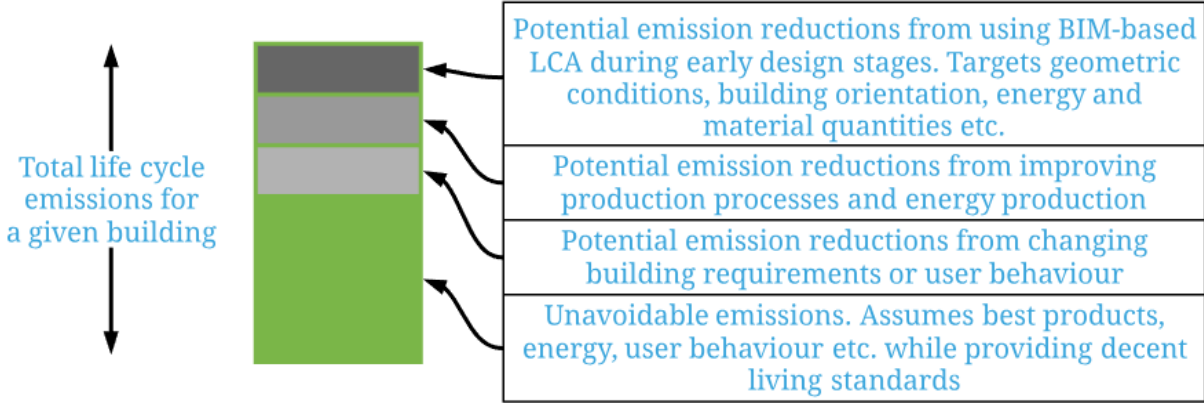 Total life cycle
emissions for
a given building
Potential emission reductions from using BIM-based
LCA during early design stages. Targets geometric
conditions, building orientation, energy and
material quantities etc.
Potential emission reductions from improving
production processes and energy production
Potential emission reductions from changing
building requirements or user behaviour
Unavoidable emissions. Assumes best products,
energy, user behaviour etc. while providing decent
living standards